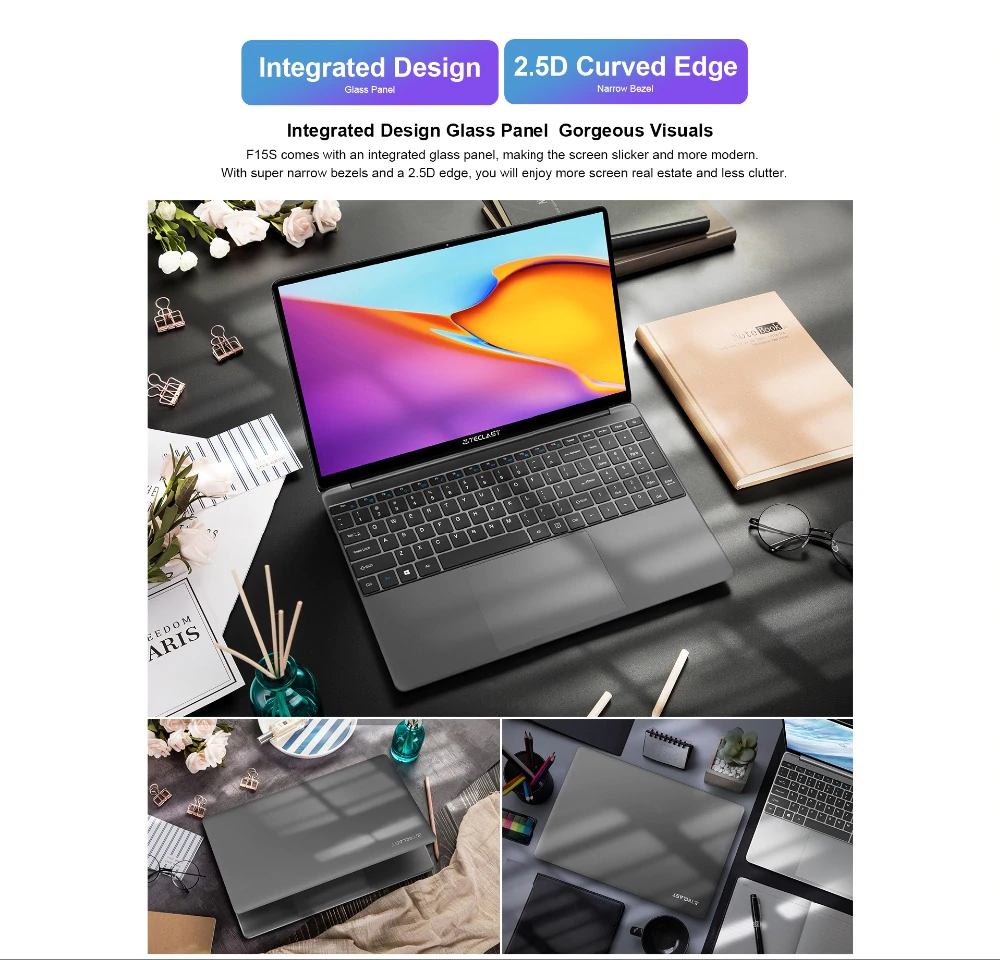 Integrated Design
Glass Panel
2.5D Curved Edge
Narrow Bezel
Integrated Design Glass Panel  Gorgeous Visuals
F15S comes with an integrated glass panel, making the screen slicker and more modern.
With super narrow bezels and a 2.5D edge, you will enjoy more screen real estate and less clutter.
TECLAST
Note Book
EEDOM
ARIS
TECLAST
TECLAST